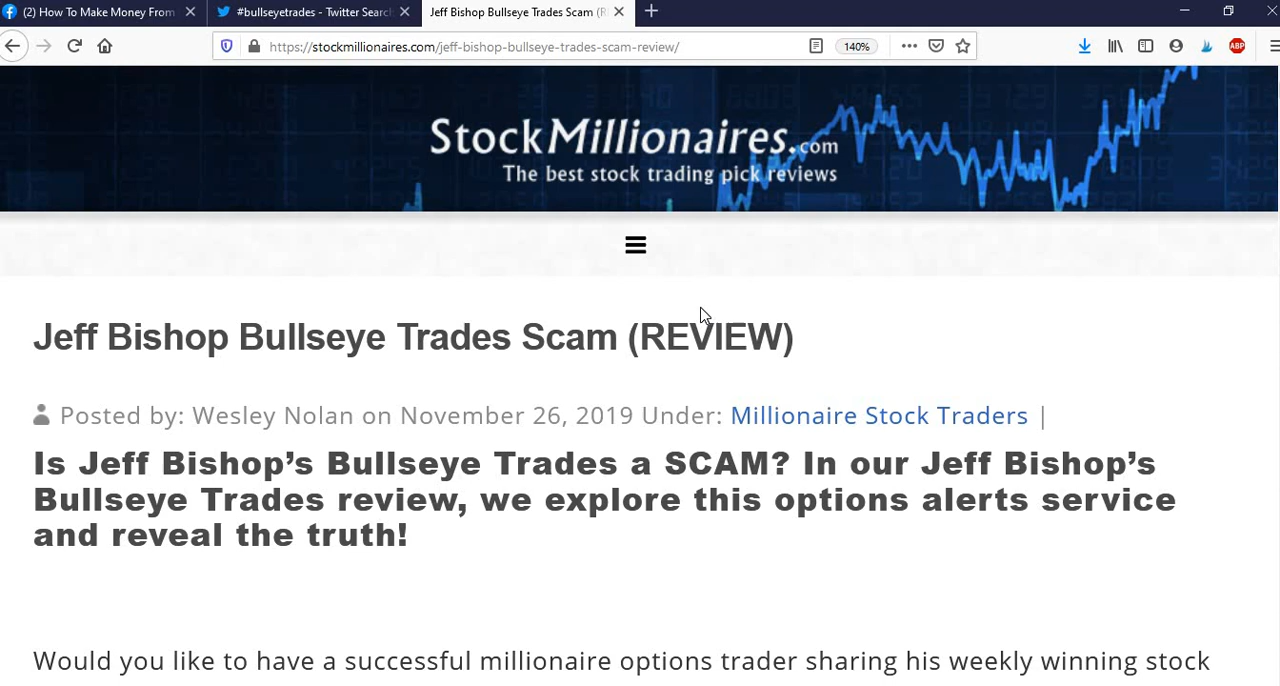 (2) How To Make Money From
#bullseyetrades - Twitter Searc
Jeff Bishop Bullseye Trades Scam (R
https://stockmillionaires.com/jeff-bishop-bullseye-trades-scam-review/
140%
ABP
StockMillionaires.com
The best stock trading pick reviews
Jeff Bishop Bullseye Trades Scam (REVIEW)
Posted by: Wesley Nolan on November 26, 2019 Under: Millionaire Stock Traders |
Is Jeff Bishop’s Bullseye Trades a SCAM? In our Jeff Bishop’s
Bullseye Trades review, we explore this options alerts service
and reveal the truth!
Would you like to have a successful millionaire options trader sharing his weekly winning stock